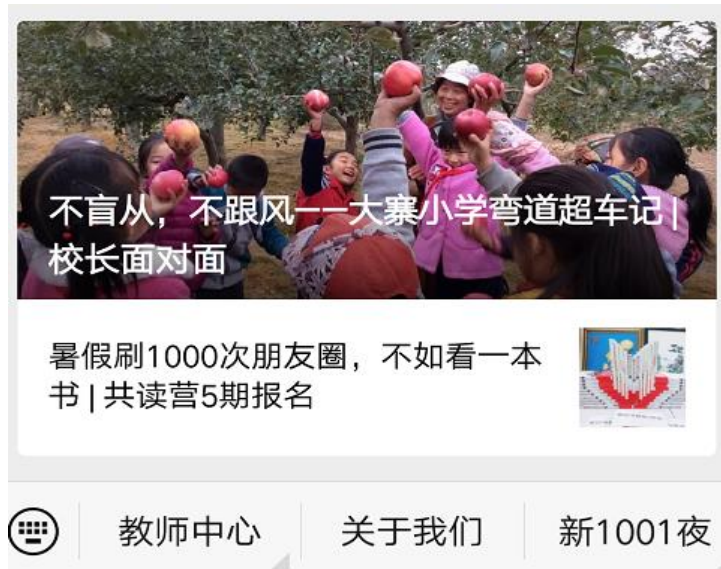 不盲从，不跟风——大寨小学弯道超车记 |
校长面对面
暑假刷1000次朋友圈，不如看一本
书 | 共读营5期报名
教师中心
关于我们
新1001夜